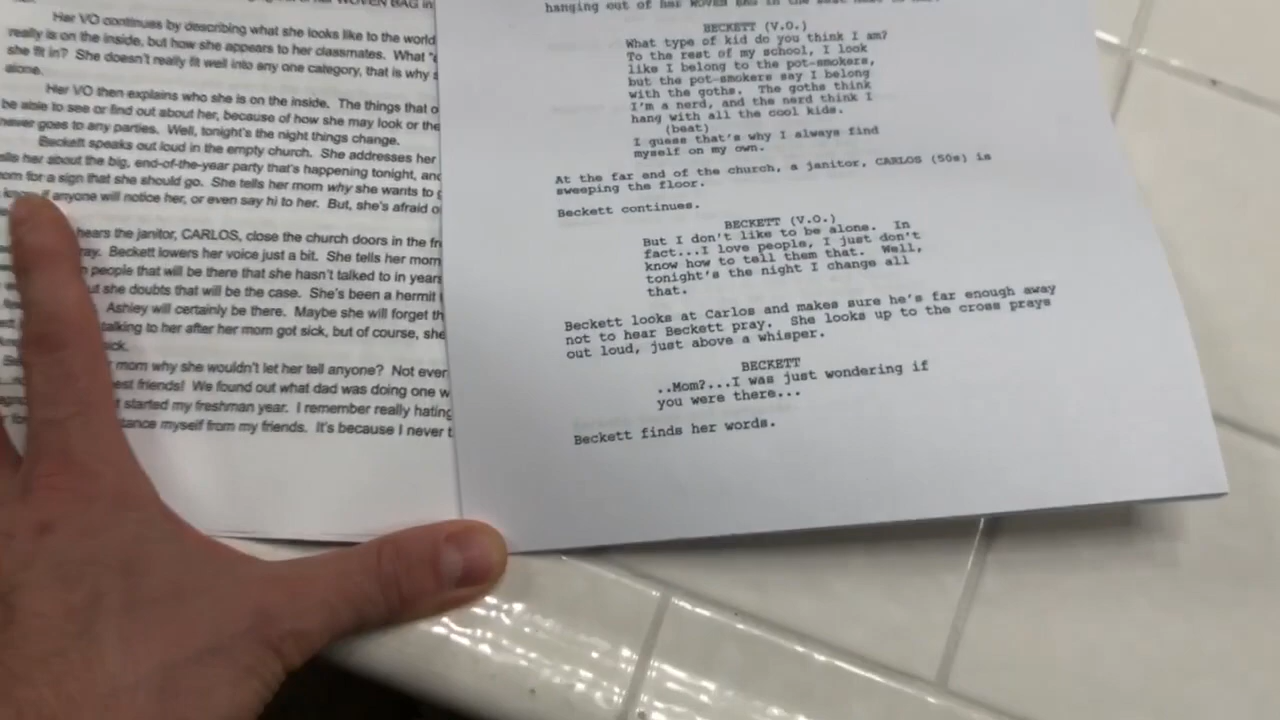 WOVEN BAG in
Her VO continues by describing what she looks like to the world
really is on the inside, but how she appears to her classmates. What
she fit in? She doesn't really fit well into any one category, that is why s
alone.
Her VO then explains who she is on the inside. The things that o
be able to see or find out about her, because of how she may look or the
never goes to any parties. Well, tonight's the night things change.
Beckett speaks out loud in the empty church. She addresses her
her about the big, end-of-the-year party that's happening tonight, and
for a sign that she should go. She tells her mom why she wants to
if anyone will notice her, or even say hi to her. But, she's afraid o
hears the janitor, CARLOS, close the church doors in the fr
Beckett lowers her voice just a bit. She tells her mom
people that will be there that she hasn't talked to in years
she doubts that will be the case. She's been a hermit
Ashley will certainly be there. Maybe she will forget th
talking to her after her mom got sick, but of course, she
mom why she wouldn't let her tell anyone? Not ever
est friends! We found out what dad was doing one w
started my freshman year. I remember really hating
tance myself from my friends. It's because I never t
hanging out of her WOVEN BAG in the
BECKETT (V.O.)
What type of kid do you think I am?
To the rest of my school, I look
like I belong to the pot-smokers,
but the pot-smokers say I belong
with the goths. The goths think
I'm a nerd, and the nerd think I
hang with all the cool kids.
(beat)
I guess that's why I always find
myself on my own.
At the far end of the church, a janitor, CARLOS (50s) is
sweeping the floor.
Beckett continues.
BECKETT (V.O.)
But I don't like to be alone. In
fact...I love people, I just don't
know how to tell them that. Well,
tonight's the night I change all
that.
Beckett looks at Carlos and makes sure he's far enough away
not to hear Beckett pray. She looks up to the cross prays
out loud, just above a whisper.
BECKETT
..Mom?...I was just wondering if
you were there...
Beckett finds her words.